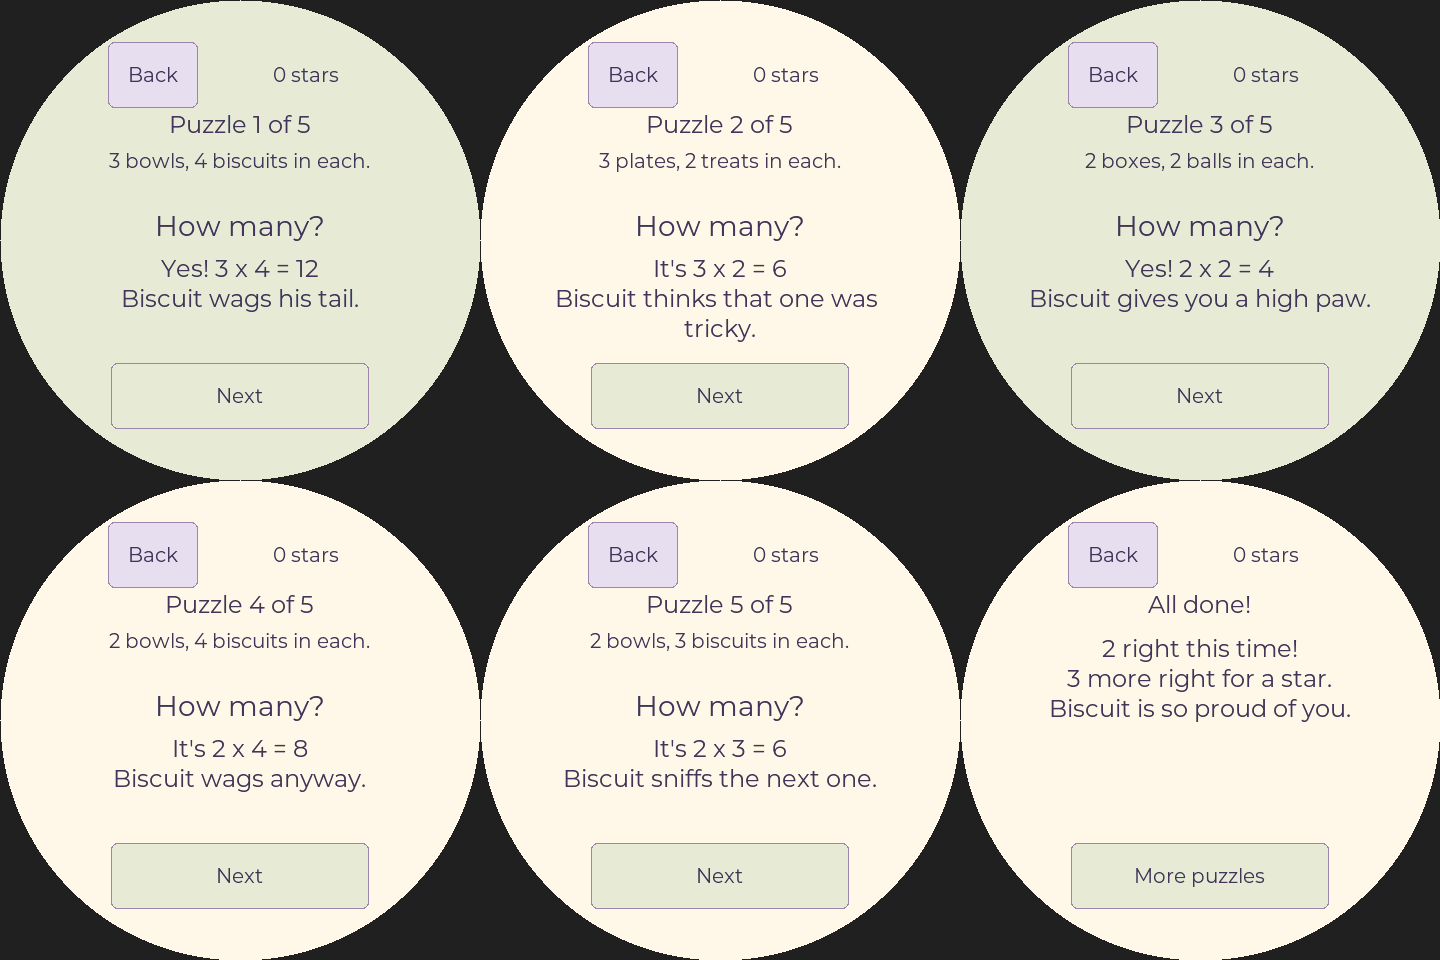 Back
0 stars
Puzzle 1 of 5
3 bowls, 4 biscuits in each.
How many?
Yes! 3 x 4 = 12
Biscuit wags his tail.
Next
Back
0 stars
Puzzle 2 of 5
3 plates, 2 treats in each.
How many?
It's 3 x 2 = 6
Biscuit thinks that one was
tricky.
Next
Back
0 stars
Puzzle 3 of 5
2 boxes, 2 balls in each.
How many?
Yes! 2 x 2 = 4
Biscuit gives you a high paw.
Next
Back
0 stars
Puzzle 4 of 5
2 bowls, 4 biscuits in each.
How many?
It's 2 x 4 = 8
Biscuit wags anyway.
Next
Back
0 stars
Puzzle 5 of 5
2 bowls, 3 biscuits in each.
How many?
It's 2 x 3 = 6
Biscuit sniffs the next one.
Next
Back
0 stars
All done!
2 right this time!
3 more right for a star.
Biscuit is so proud of you.
More puzzles